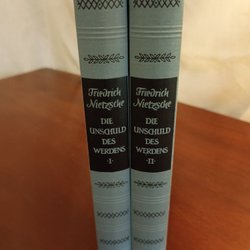 Friedrich
Nietzsche
DIE
UNSCHULD
DES
WERDENS
·I·
Friedrich
Nietzsche
DIE
UNSCHULD
DES
WERDENS
·II·